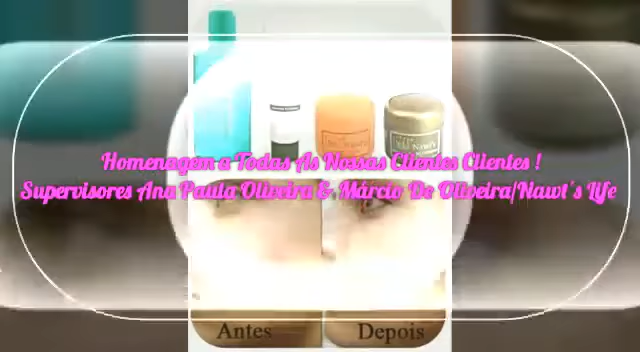 Homenagem a Todas As Nossas Clientes Clientes !
Supervisores Ana Paula Oliveira & Márcio De Oliveira/Nawt's Life
Antes Depois